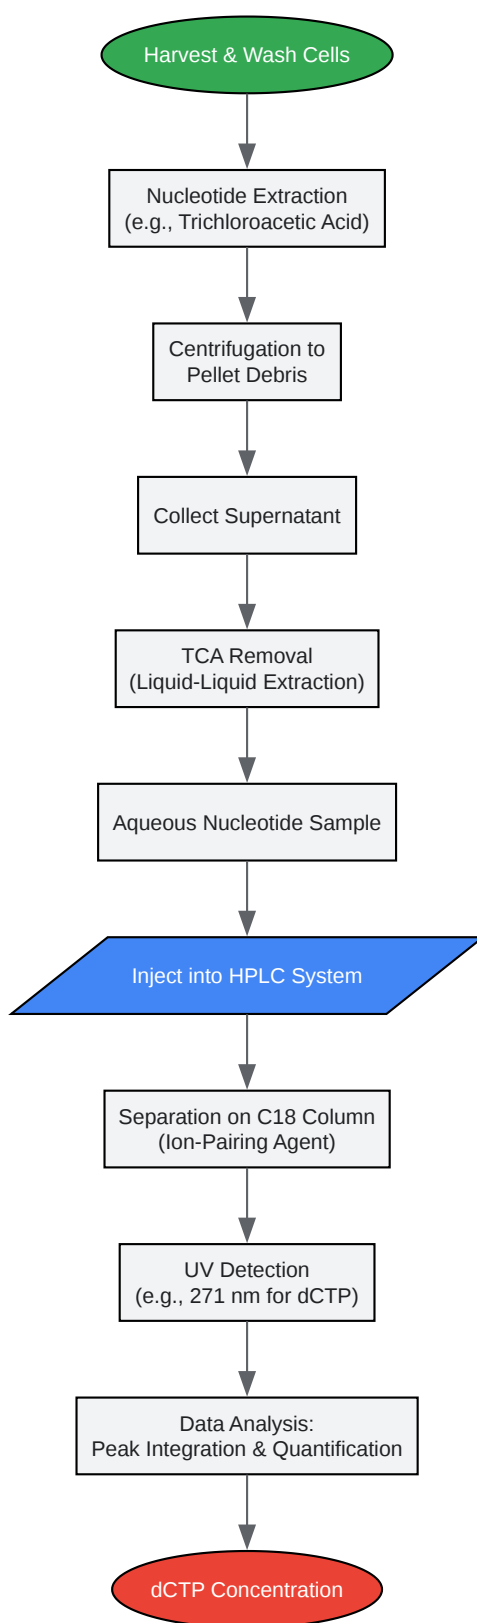 Harvest & Wash Cells
Nucleotide Extraction
(e.g., Trichloroacetic Acid)
Centrifugation to
Pellet Debris
Collect Supernatant
TCA Removal
(Liquid-Liquid Extraction)
Aqueous Nucleotide Sample
Inject into HPLC System
Separation on C18 Column
(Ion-Pairing Agent)
UV Detection
(e.g., 271 nm for dCTP)
Data Analysis:
Peak Integration & Quantification
dCTP Concentration